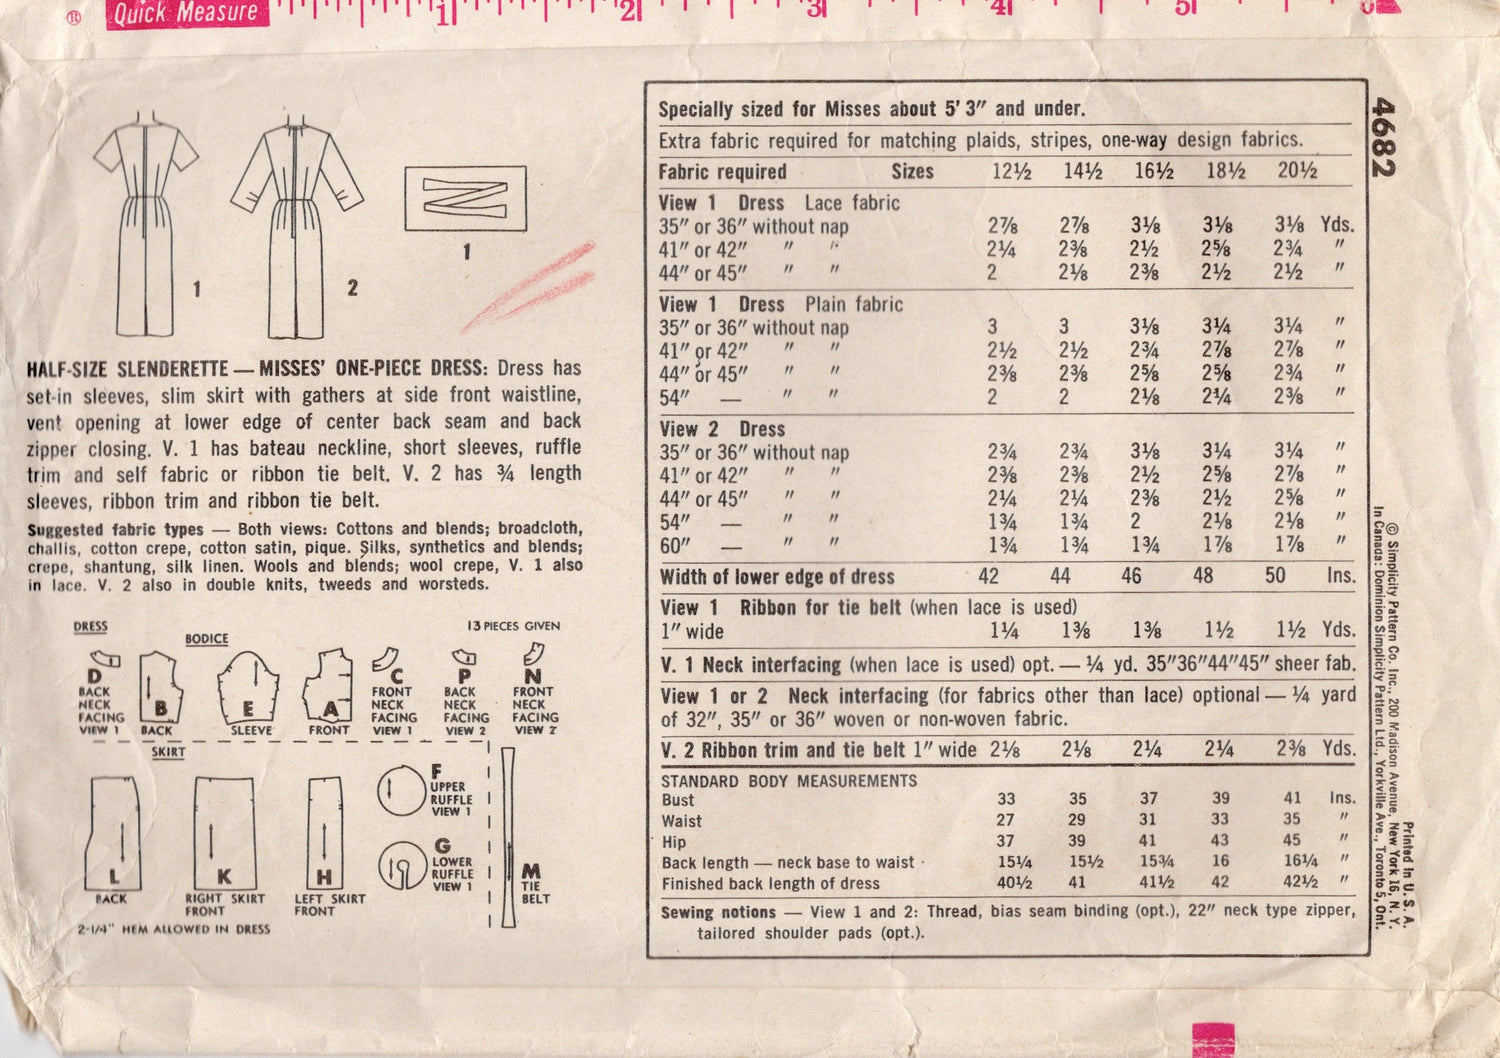 ® Quick Measure 1 2 3 4 5 6
1
2
1
HALF-SIZE SLENDERETTE — MISSES' ONE-PIECE DRESS: Dress has
set-in sleeves, slim skirt with gathers at side front waistline,
vent opening at lower edge of center back seam and back
zipper closing. V. 1 has bateau neckline, short sleeves, ruffle
trim and self fabric or ribbon tie belt. V. 2 has ¾ length
sleeves, ribbon trim and ribbon tie belt.
Suggested fabric types — Both views: Cottons and blends; broadcloth,
challis, cotton crepe, cotton satin, pique. Silks, synthetics and blends;
crepe, shantung, silk linen. Wools and blends; wool crepe, V. 1 also
in lace. V. 2 also in double knits, tweeds and worsteds.
DRESS
13 PIECES GIVEN
BODICE
D
BACK
NECK
FACING
VIEW 1
B
BACK
E
SLEEVE
A
FRONT
C
FRONT
NECK
FACING
VIEW 1
P
BACK
NECK
FACING
VIEW 2
N
FRONT
NECK
FACING
VIEW 2
SKIRT
L
BACK
K
RIGHT SKIRT
FRONT
H
LEFT SKIRT
FRONT
F
UPPER
RUFFLE
VIEW 1
G
LOWER
RUFFLE
VIEW 1
M
TIE
BELT
2-1/4" HEM ALLOWED IN DRESS
Specially sized for Misses about 5' 3" and under.
Extra fabric required for matching plaids, stripes, one-way design fabrics.
Fabric required Sizes 12½ 14½ 16½ 18½ 20½
View 1 Dress Lace fabric
35" or 36" without nap 2⅞ 2⅞ 3⅛ 3⅛ 3⅛ Yds.
41" or 42" " " 2¼ 2⅜ 2½ 2⅝ 2¾ "
44" or 45" " " 2 2⅛ 2⅜ 2½ 2½ "
View 1 Dress Plain fabric
35" or 36" without nap 3 3 3⅛ 3¼ 3¼ "
41" or 42" " " 2½ 2½ 2¾ 2⅞ 2⅞ "
44" or 45" " " 2⅜ 2⅜ 2⅝ 2⅝ 2¾ "
54" — " " 2 2 2⅛ 2¼ 2⅜ "
View 2 Dress
35" or 36" without nap 2¾ 2¾ 3⅛ 3¼ 3¼ "
41" or 42" " " 2⅜ 2⅜ 2½ 2⅝ 2⅞ "
44" or 45" " " 2¼ 2¼ 2⅜ 2½ 2⅝ "
54" — " " 1¾ 1¾ 2 2⅛ 2⅛ "
60" — " " 1¾ 1¾ 1¾ 1⅞ 1⅞ "
Width of lower edge of dress 42 44 46 48 50 Ins.
View 1 Ribbon for tie belt (when lace is used)
1" wide 1¼ 1⅜ 1⅜ 1½ 1½ Yds.
V. 1 Neck interfacing (when lace is used) opt. — ¼ yd. 35"36"44"45" sheer fab.
View 1 or 2 Neck interfacing (for fabrics other than lace) optional — ¼ yard
of 32", 35" or 36" woven or non-woven fabric.
V. 2 Ribbon trim and tie belt 1" wide 2⅛ 2⅛ 2¼ 2¼ 2⅜ Yds.
STANDARD BODY MEASUREMENTS
Bust 33 35 37 39 41 Ins.
Waist 27 29 31 33 35 "
Hip 37 39 41 43 45 "
Back length — neck base to waist 15¼ 15½ 15¾ 16 16¼ "
Finished back length of dress 40½ 41 41½ 42 42½ "
Sewing notions — View 1 and 2: Thread, bias seam binding (opt.), 22" neck type zipper,
tailored shoulder pads (opt.).
4682
© Simplicity Pattern Co. Inc., 200 Madison Avenue, New York 16, N. Y.
In Canada: Dominion Simplicity Pattern Ltd., Yorkville Ave., Toronto 5, Ont.
Printed in U. S. A.